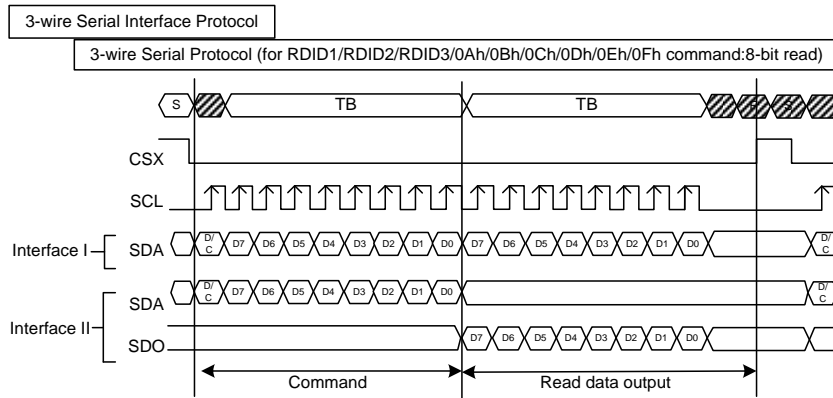 3-wire Serial Interface Protocol
3-wire Serial Protocol (for RDID1/RDID2/RDID3/0Ah/0Bh/0Ch/0Dh/0Eh/0Fh command:8-bit read)
S TB TB P S
CSX
SCL
Interface I SDA D/C D7 D6 D5 D4 D3 D2 D1 D0 D7 D6 D5 D4 D3 D2 D1 D0 D/C
Interface II
SDA D/C D7 D6 D5 D4 D3 D2 D1 D0 D/C
SDO D7 D6 D5 D4 D3 D2 D1 D0
Command Read data output